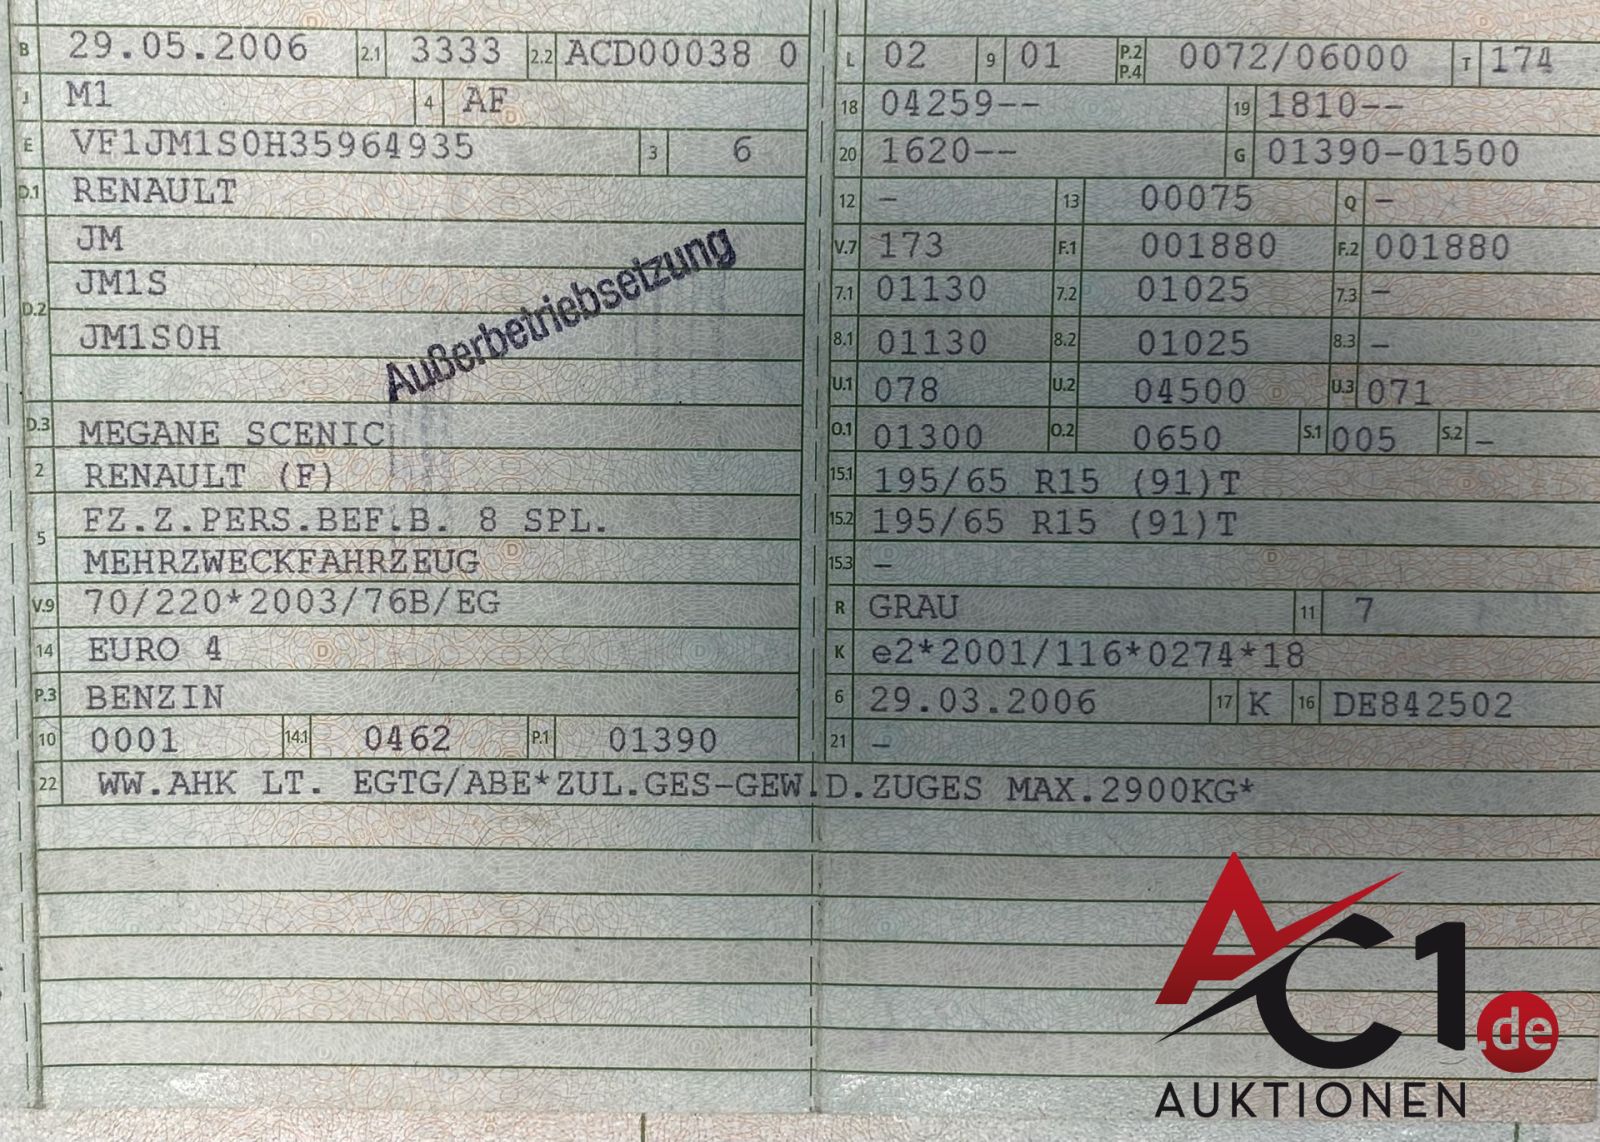 B 29.05.2006 2.1 3333 2.2 ACD00038 0
J M1 4 AF
E VF1JM1S0H35964935 3 6
D.1 RENAULT
JM
JM1S
D.2
JM1S0H
Außerbetriebsetzung
D.3 MEGANE SCENIC
2 RENAULT (F)
FZ.Z.PERS.BEF.B. 8 SPL.
5
MEHRZWECKFAHRZEUG
V.9 70/220*2003/76B/EG
14 EURO 4
P.3 BENZIN
10 0001 14.1 0462 P.1 01390
L 02 9 01 P.2 P.4 0072/06000 T 174
18 04259-- 19 1810--
20 1620-- G 01390-01500
12 - 13 00075 Q -
V.7 173 F.1 001880 F.2 001880
7.1 01130 7.2 01025 7.3 -
8.1 01130 8.2 01025 8.3 -
U.1 078 U.2 04500 U.3 071
O.1 01300 O.2 0650 S.1 005 S.2 -
15.1 195/65 R15 (91)T
15.2 195/65 R15 (91)T
15.3 -
R GRAU 11 7
K e2*2001/116*0274*18
6 29.03.2006 17 K 16 DE842502
21 -
22 WW.AHK LT. EGTG/ABE*ZUL.GES-GEW.D.ZUGES MAX.2900KG*
AC1.de
AUKTIONEN